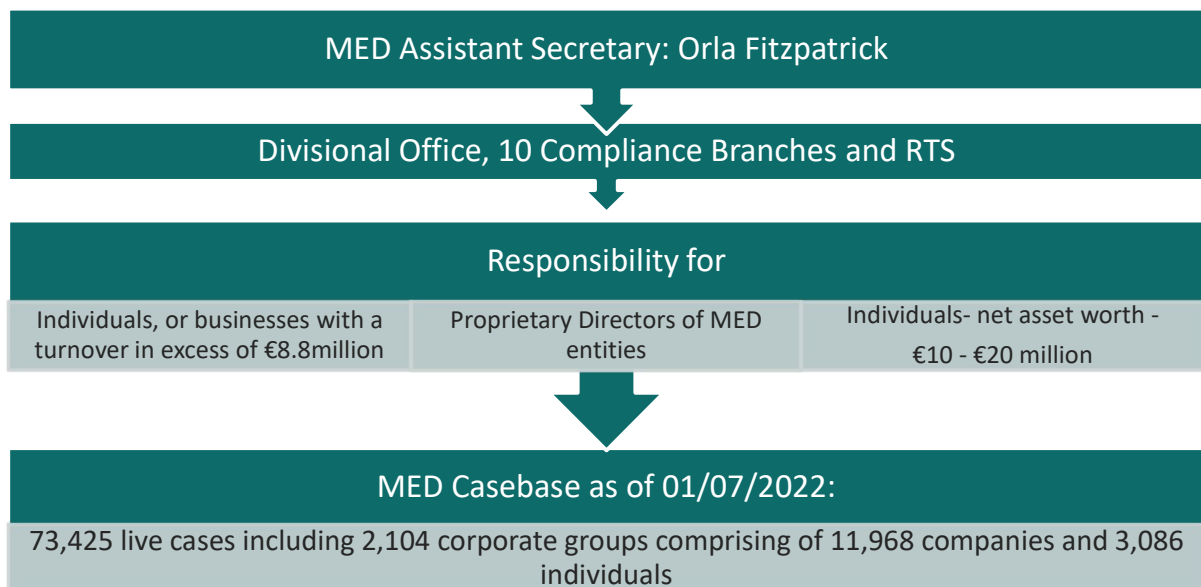 MED Assistant Secretary: Orla Fitzpatrick
Divisional Office, 10 Compliance Branches and RTS
Responsibility for
Individuals, or businesses with a
turnover in excess of €8.8million
Proprietary Directors of MED
entities
Individuals- net asset worth -
€10 - €20 million
MED Casebase as of 01/07/2022:
73,425 live cases including 2,104 corporate groups comprising of 11,968 companies and 3,086
individuals